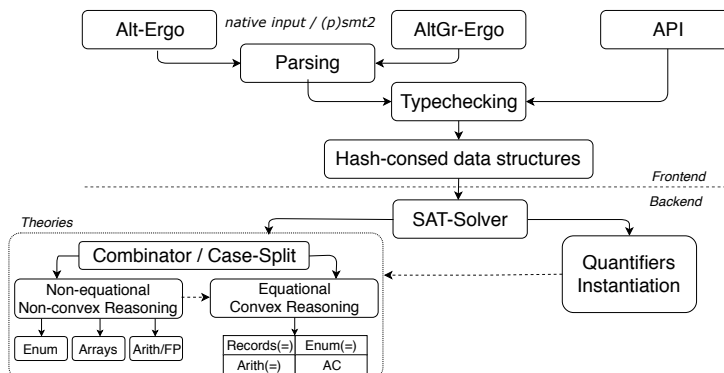 Alt-Ergo
native input / (p)smt2
AltGr-Ergo
API
Parsing
Typechecking
Hash-consed data structures
Frontend
Backend
SAT-Solver
Theories
Combinator / Case-Split
Quantifiers
Instantiation
Non-equational
Non-convex Reasoning
Equational
Convex Reasoning
Enum
Arrays
Arith/FP
Records(=)
Enum(=)
Arith(=)
AC